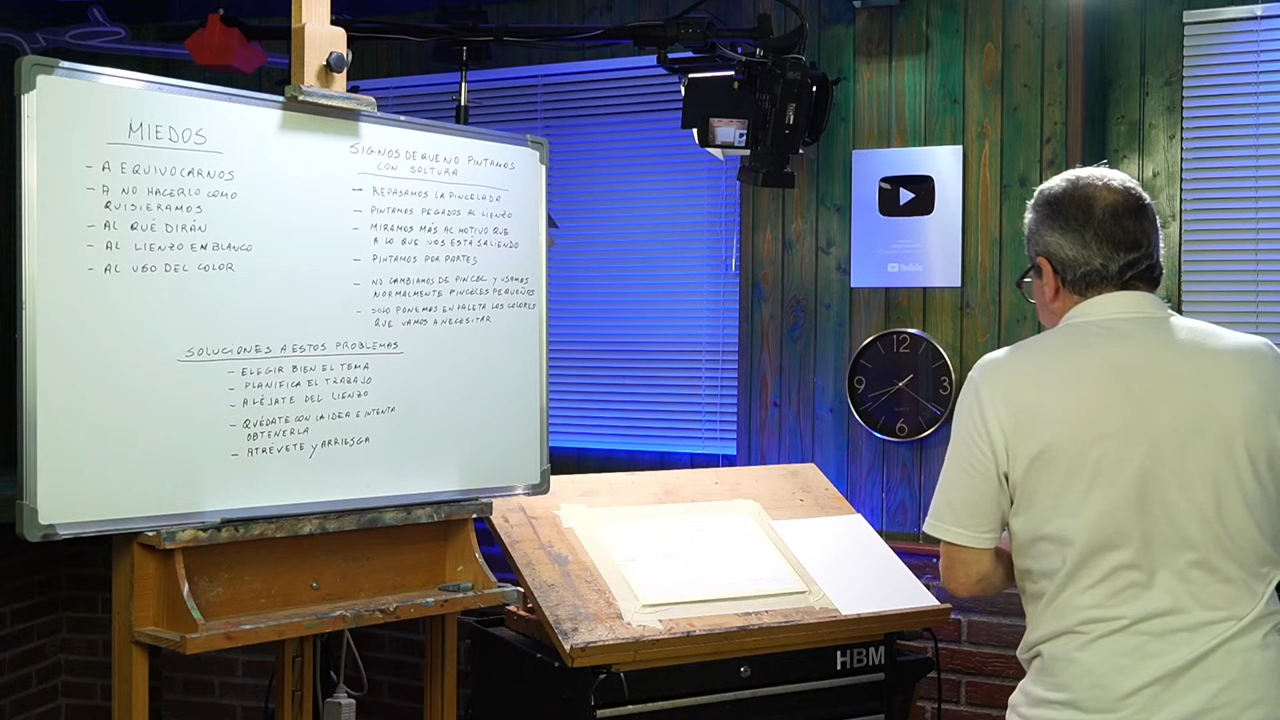 MIEDOS
- A EQUIVOCARNOS
- A NO HACERLO COMO
QUISIERAMOS
- AL QUÉ DIRÁN
- AL LIENZO EN BLANCO
- AL USO DEL COLOR
SIGNOS DE QUE NO PINTAMOS
CON SOLTURA
- REPASAMOS LA PINCELADA
- PINTAMOS PEGADOS AL LIENZO
- MIRAMOS MÁS AL MOTIVO QUE
A LO QUE NOS ESTÁ SALIENDO
- PINTAMOS POR PARTES
- NO CAMBIAMOS DE PINCEL Y USAMOS
NORMALMENTE PINCELES PEQUEÑOS
- SOLO PONEMOS EN PALETA LOS COLORES
QUE VAMOS A NECESITAR
SOLUCIONES A ESTOS PROBLEMAS
- ELEGIR BIEN EL TEMA
- PLANIFICA EL TRABAJO
- ALÉJATE DEL LIENZO
- QUÉDATE CON LA IDEA E INTENTA
OBTENERLA
- ATRÉVETE Y ARRIESGA
YouTube
12
9 3
6
HBM